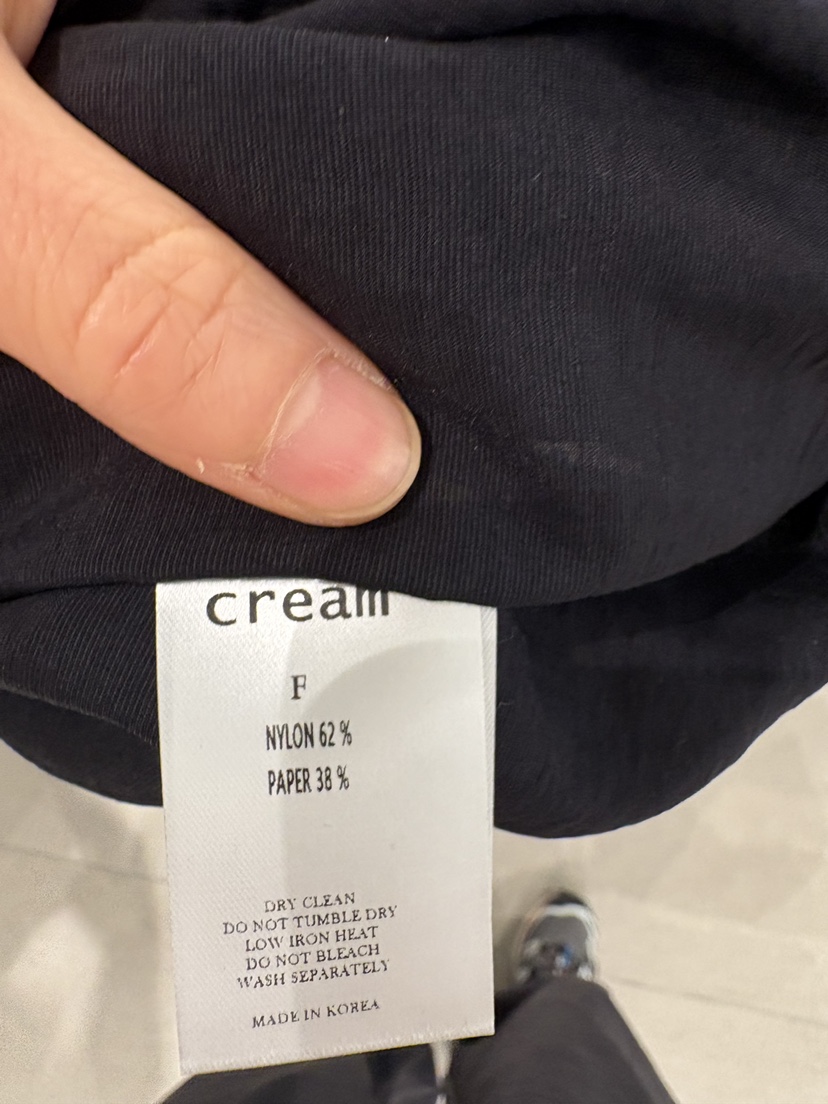 cream
F
NYLON 62 %
PAPER 38 %
DRY CLEAN
DO NOT TUMBLE DRY
LOW IRON HEAT
DO NOT BLEACH
WASH SEPARATELY
MADE IN KOREA